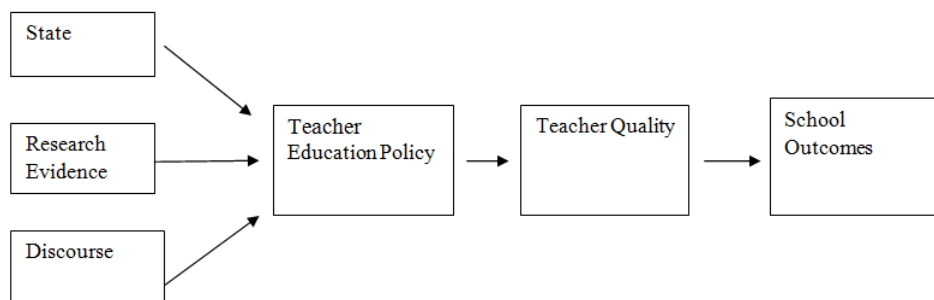 State
Research
Evidence
Discourse
Teacher
Education Policy
Teacher Quality
School
Outcomes